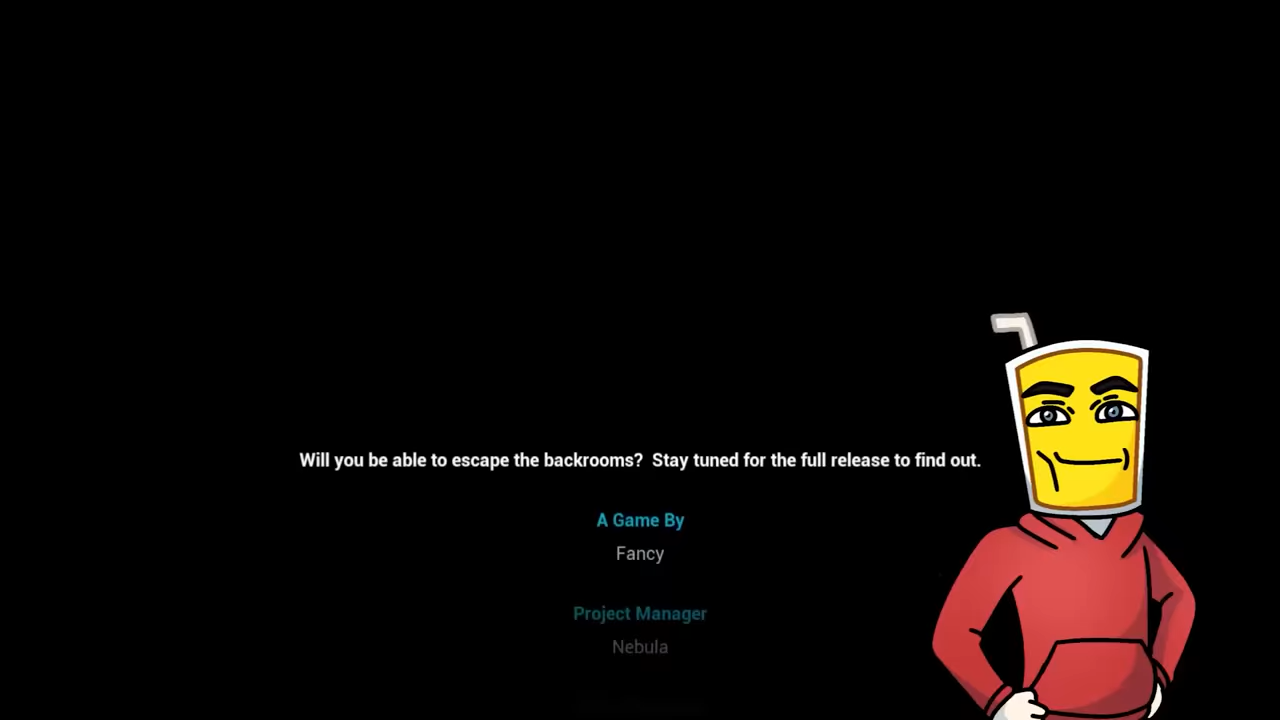 Will you be able to escape the backrooms?  Stay tuned for the full release to find out.
A Game By
Fancy
Project Manager
Nebula